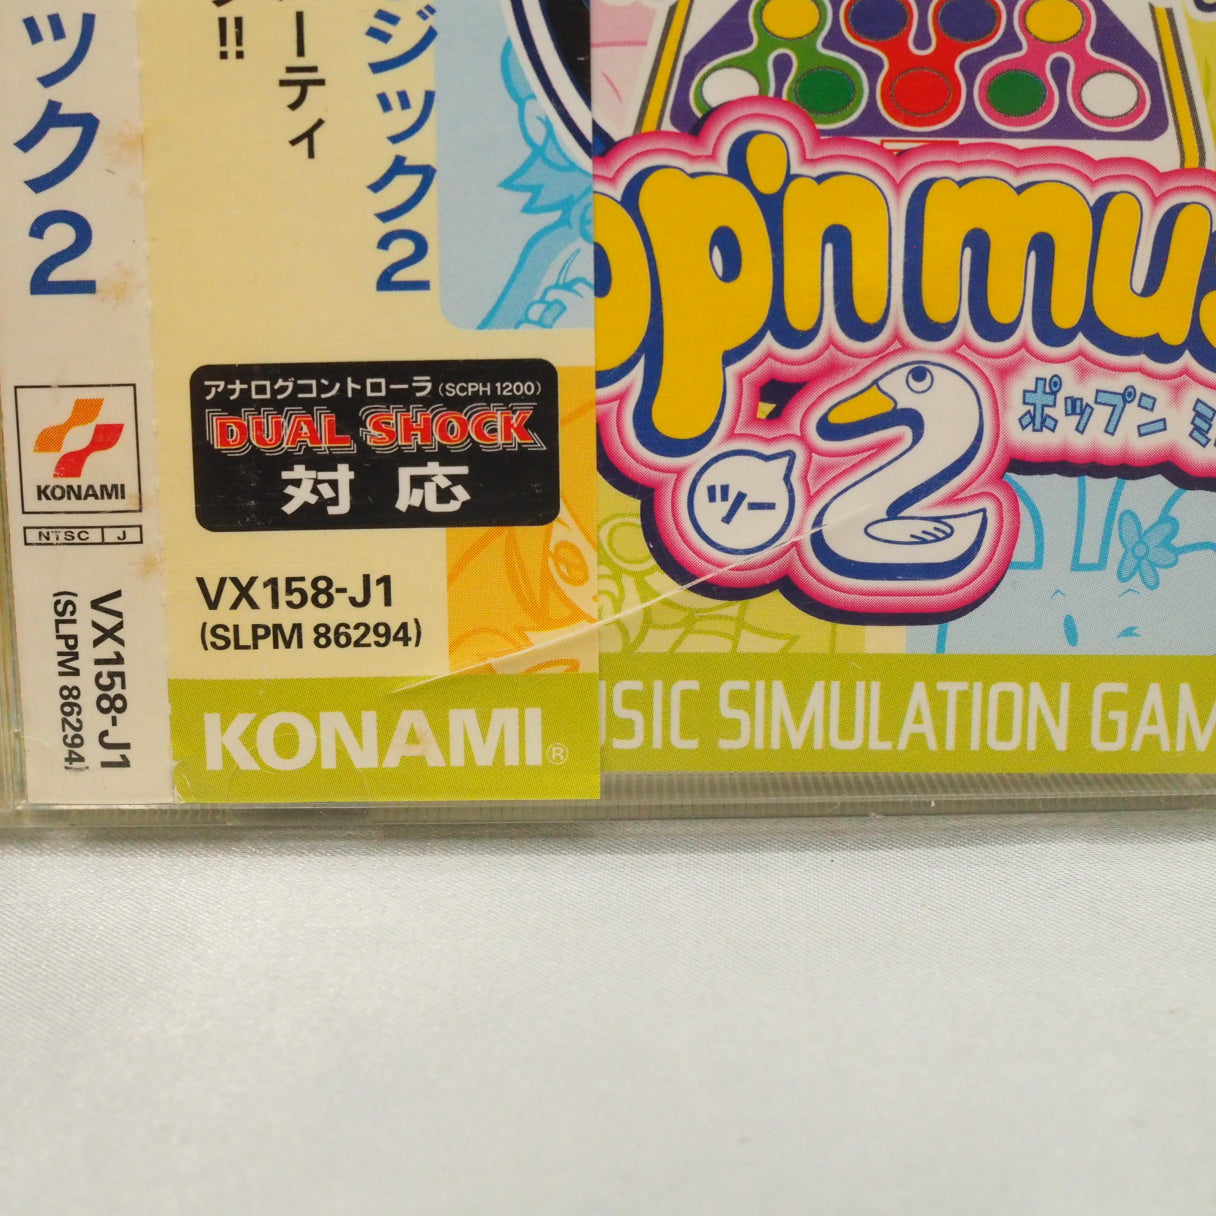 ック2
KONAMI
NTSC J
VX158-J1
(SLPM 86294)
!!
ーティ
ジック2
アナログコントローラ(SCPH 1200)
DUAL SHOCK
対応
VX158-J1
(SLPM 86294)
KONAMI®
op'n mus
2
ツー
ポップン ミ
USIC SIMULATION GAM